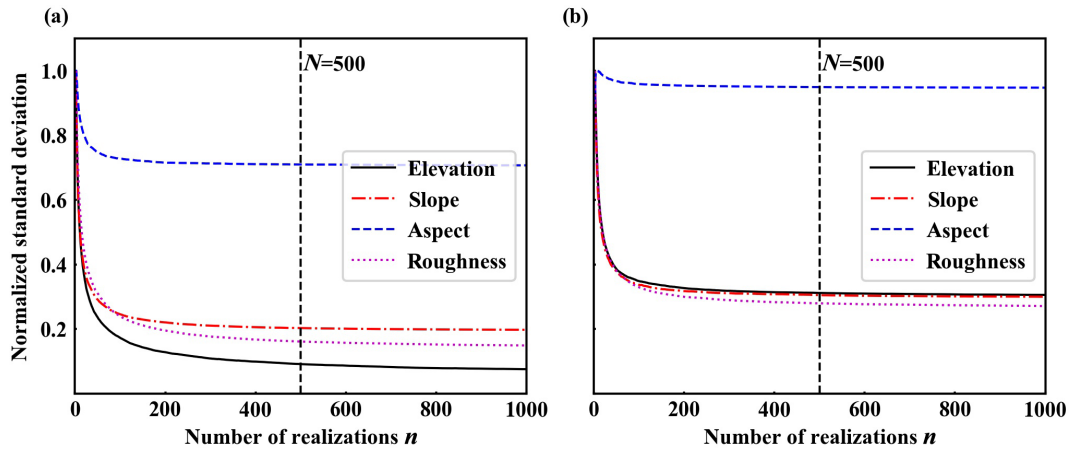 (a)
(b)
Normalized standard deviation
1.0
0.8
0.6
0.4
0.2
N=500
Elevation
Slope
Aspect
Roughness
0
200
400
600
800
1000
Number of realizations n
N=500
Elevation
Slope
Aspect
Roughness
0
200
400
600
800
1000
Number of realizations n